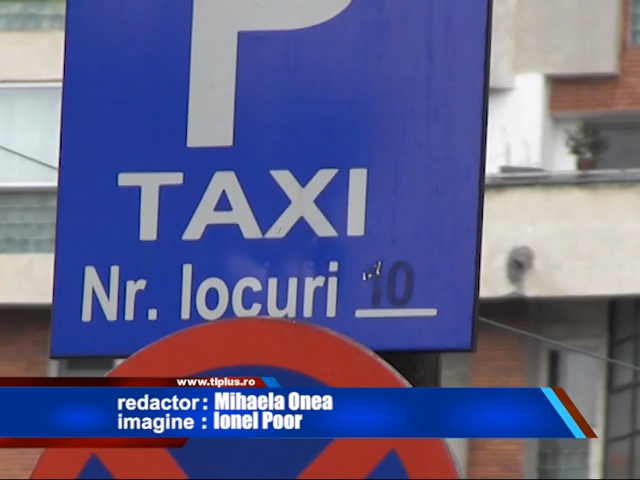 P
TAXI
Nr. locuri 10
www.tlplus.ro
redactor: Mihaela Onea
imagine : Ionel Poor